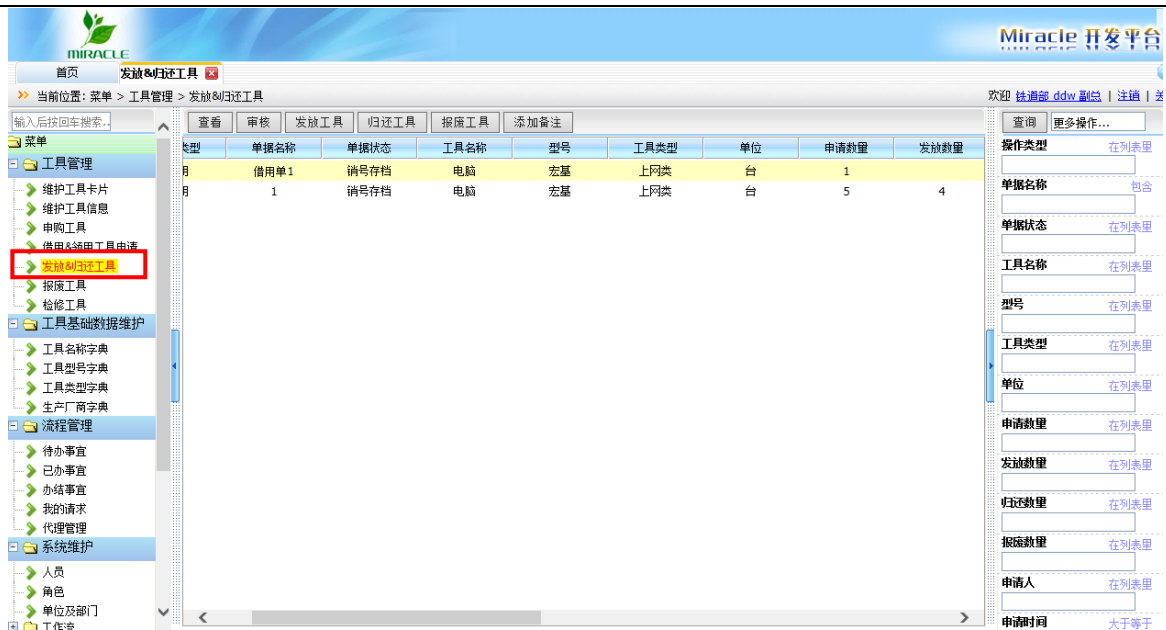 MIRACLE
Miracle 开发平台
首页 发放&归还工具
当前位置: 菜单 > 工具管理 > 发放&归还工具
欢迎 铁道部 ddw 副总 | 注销 |
输入后按回车搜索..
查看 审核 发放工具 归还工具 报废工具 添加备注
查询 更多操作...
菜单
工具管理
维护工具卡片
维护工具信息
申购工具
借用&领用工具申请
发放&归还工具
报废工具
检修工具
工具基础数据维护
工具名称字典
工具型号字典
工具类型字典
生产厂商字典
流程管理
待办事宜
已办事宜
办结事宜
我的请求
代理管理
系统维护
人员
角色
单位及部门
工作流
类型 单据名称 单据状态 工具名称 型号 工具类型 单位 申请数量 发放数量
用 借用单1 销号存档 电脑 宏基 上网类 台 1
用 1 销号存档 电脑 宏基 上网类 台 5 4
操作类型 在列表里
单据名称 包含
单据状态 在列表里
工具名称 在列表里
型号 在列表里
工具类型 在列表里
单位 在列表里
申请数量 在列表里
发放数量 在列表里
归还数量 在列表里
报废数量 在列表里
申请人 在列表里
申请时间 大于等于